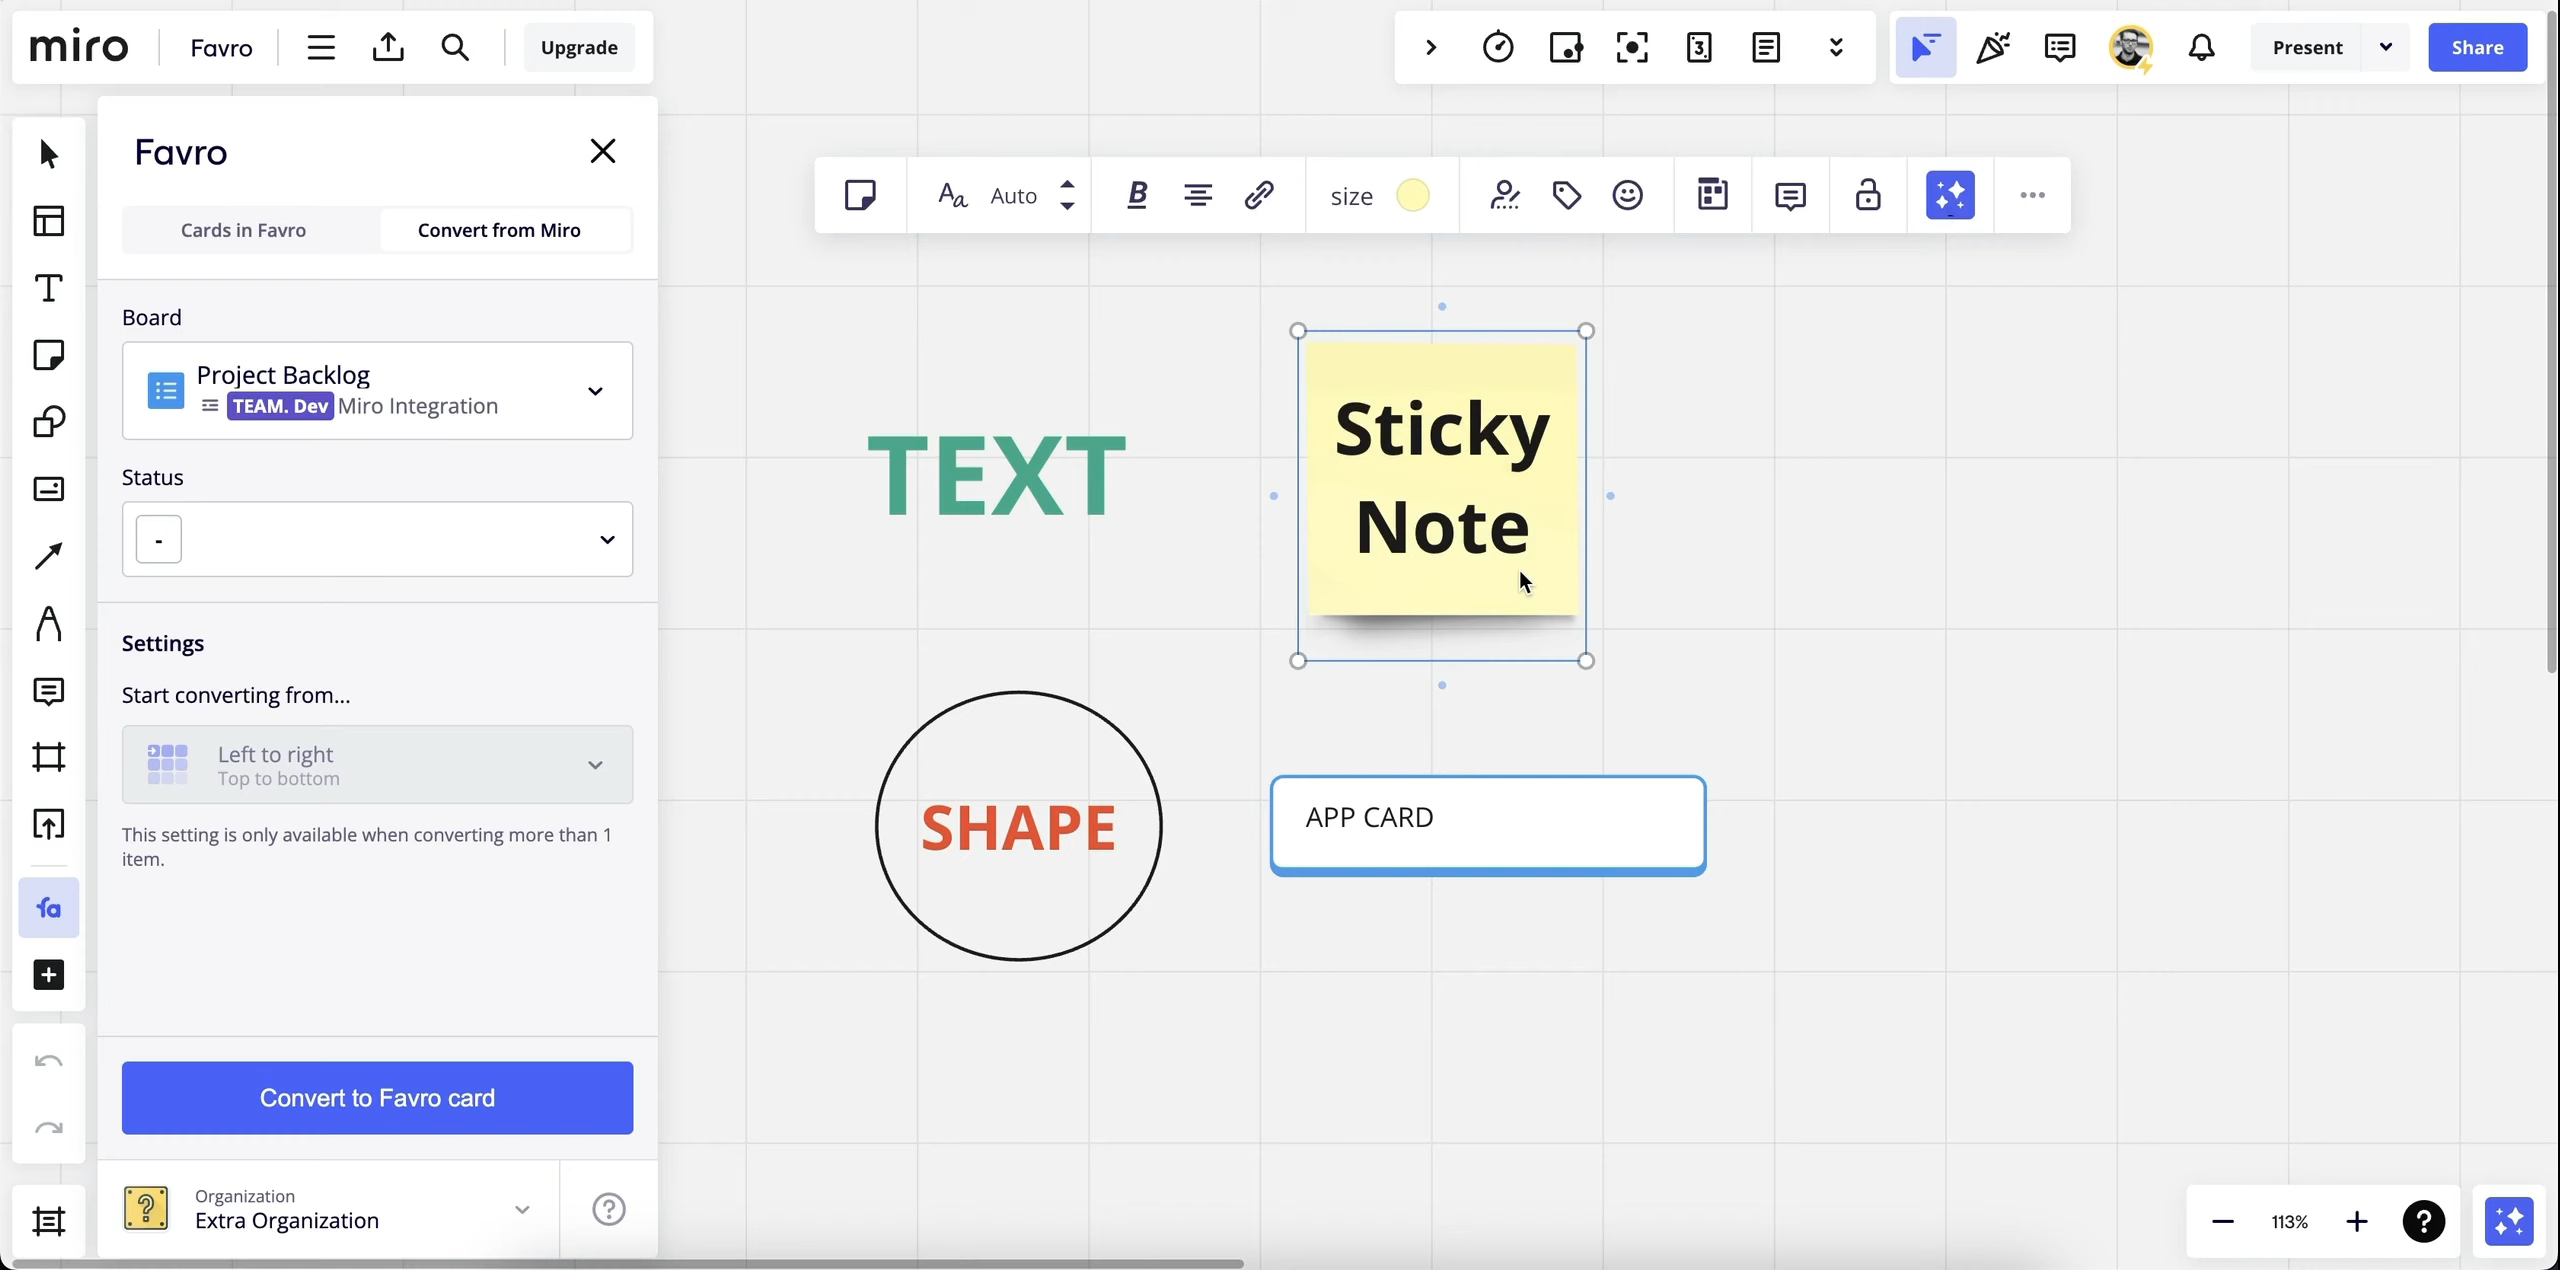 miro
Favro
Upgrade
3
Present
Share
Favro
Cards in Favro
Convert from Miro
Aa
Auto
B
size
Board
Project Backlog
TEAM. Dev Miro Integration
Status
-
Settings
Start converting from...
Left to right
Top to bottom
This setting is only available when converting more than 1
item.
Convert to Favro card
Organization
Extra Organization
?
TEXT
Sticky
Note
SHAPE
APP CARD
T
fa
113%
?